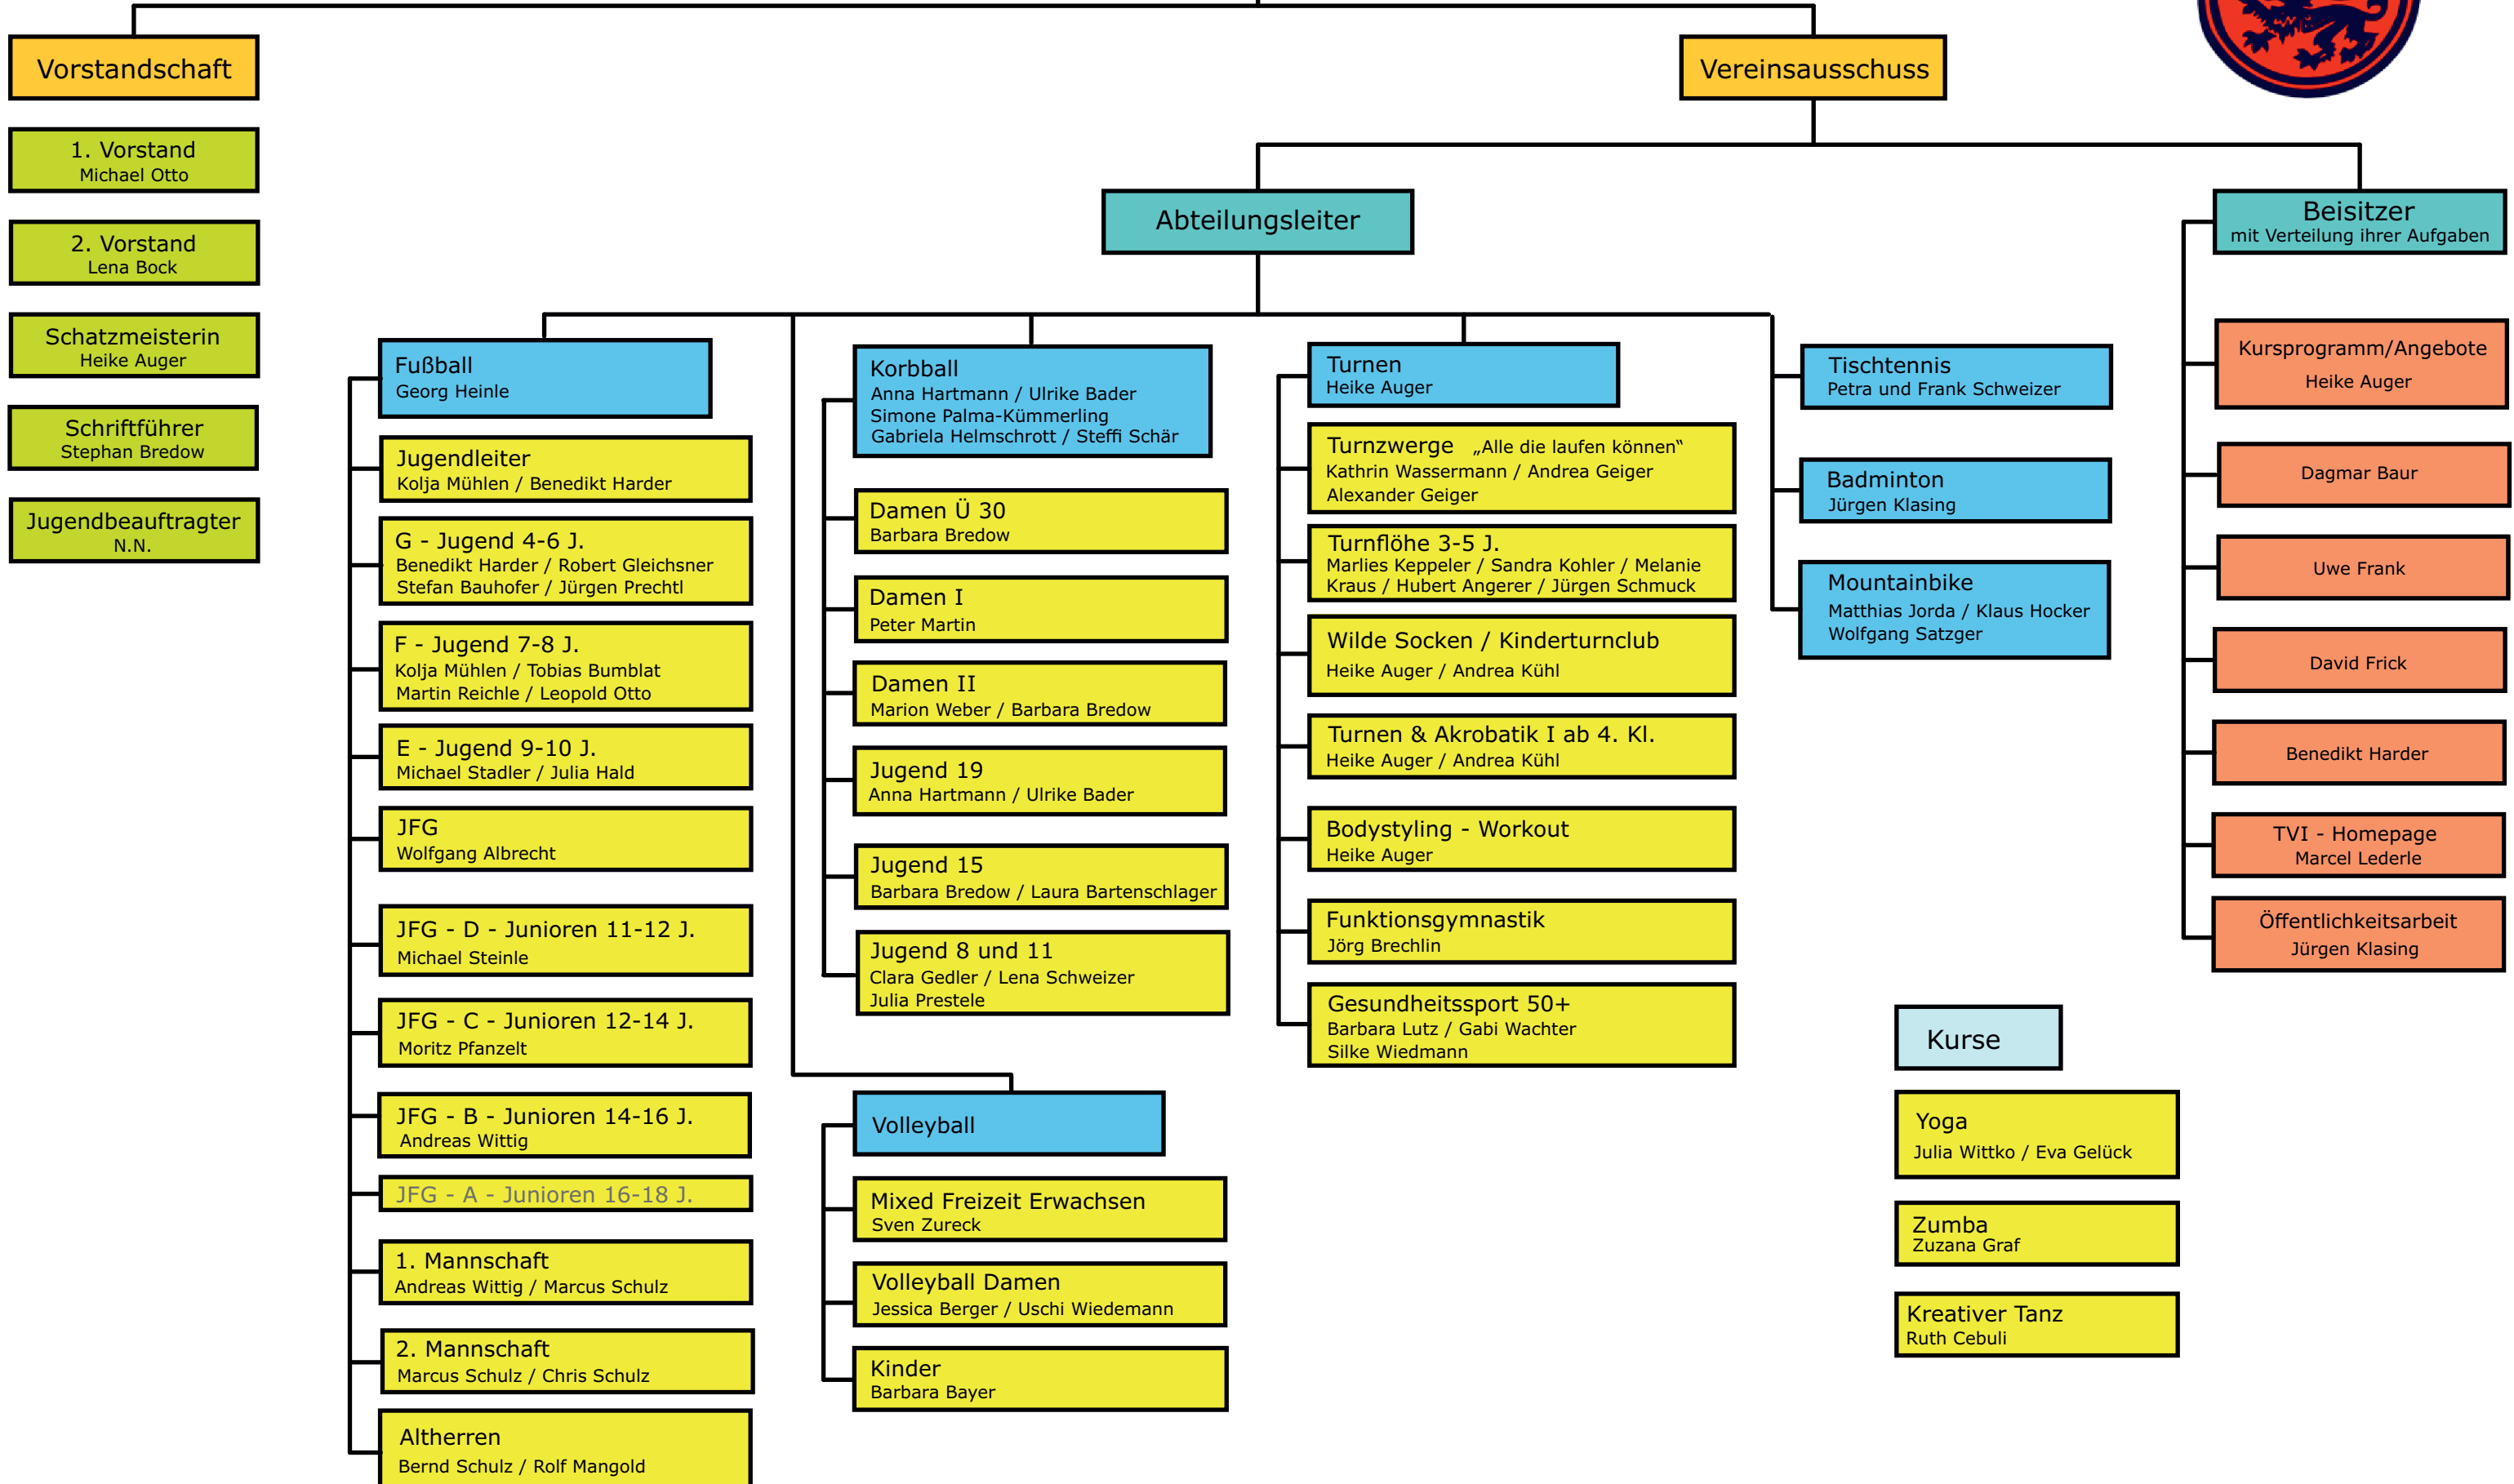 Vorstandschaft
1. Vorstand
Michael Otto
2. Vorstand
Lena Bock
Schatzmeisterin
Heike Auger
Schriftführer
Stephan Bredow
Jugendbeauftragter
N.N.
Vereinsausschuss
Abteilungsleiter
Fußball
Georg Heinle
Jugendleiter
Kolja Mühlen / Benedikt Harder
G - Jugend 4-6 J.
Benedikt Harder / Robert Gleichsner
Stefan Bauhofer / Jürgen Prechtl
F - Jugend 7-8 J.
Kolja Mühlen / Tobias Bumblat
Martin Reichle / Leopold Otto
E - Jugend 9-10 J.
Michael Stadler / Julia Hald
JFG
Wolfgang Albrecht
JFG - D - Junioren 11-12 J.
Michael Steinle
JFG - C - Junioren 12-14 J.
Moritz Pfanzelt
JFG - B - Junioren 14-16 J.
Andreas Wittig
JFG - A - Junioren 16-18 J.
1. Mannschaft
Andreas Wittig / Marcus Schulz
2. Mannschaft
Marcus Schulz / Chris Schulz
Altherren
Bernd Schulz / Rolf Mangold
Korbball
Anna Hartmann / Ulrike Bader
Simone Palma-Kümmerling
Gabriela Helmschrott / Steffi Schär
Damen Ü 30
Barbara Bredow
Damen I
Peter Martin
Damen II
Marion Weber / Barbara Bredow
Jugend 19
Anna Hartmann / Ulrike Bader
Jugend 15
Barbara Bredow / Laura Bartenschlager
Jugend 8 und 11
Clara Gedler / Lena Schweizer
Julia Prestele
Volleyball
Mixed Freizeit Erwachsen
Sven Zureck
Volleyball Damen
Jessica Berger / Uschi Wiedemann
Kinder
Barbara Bayer
Turnen
Heike Auger
Turnzwerge „Alle die laufen können“
Kathrin Wassermann / Andrea Geiger
Alexander Geiger
Turnflöhe 3-5 J.
Marlies Keppeler / Sandra Kohler / Melanie
Kraus / Hubert Angerer / Jürgen Schmuck
Wilde Socken / Kinderturnclub
Heike Auger / Andrea Kühl
Turnen & Akrobatik I ab 4. Kl.
Heike Auger / Andrea Kühl
Bodystyling - Workout
Heike Auger
Funktionsgymnastik
Jörg Brechlin
Gesundheitssport 50+
Barbara Lutz / Gabi Wachter
Silke Wiedmann
Tischtennis
Petra und Frank Schweizer
Badminton
Jürgen Klasing
Mountainbike
Matthias Jorda / Klaus Hocker
Wolfgang Satzger
Beisitzer
mit Verteilung ihrer Aufgaben
Kursprogramm/Angebote
Heike Auger
Dagmar Baur
Uwe Frank
David Frick
Benedikt Harder
TVI - Homepage
Marcel Lederle
Öffentlichkeitsarbeit
Jürgen Klasing
Kurse
Yoga
Julia Wittko / Eva Gelück
Zumba
Zuzana Graf
Kreativer Tanz
Ruth Cebuli